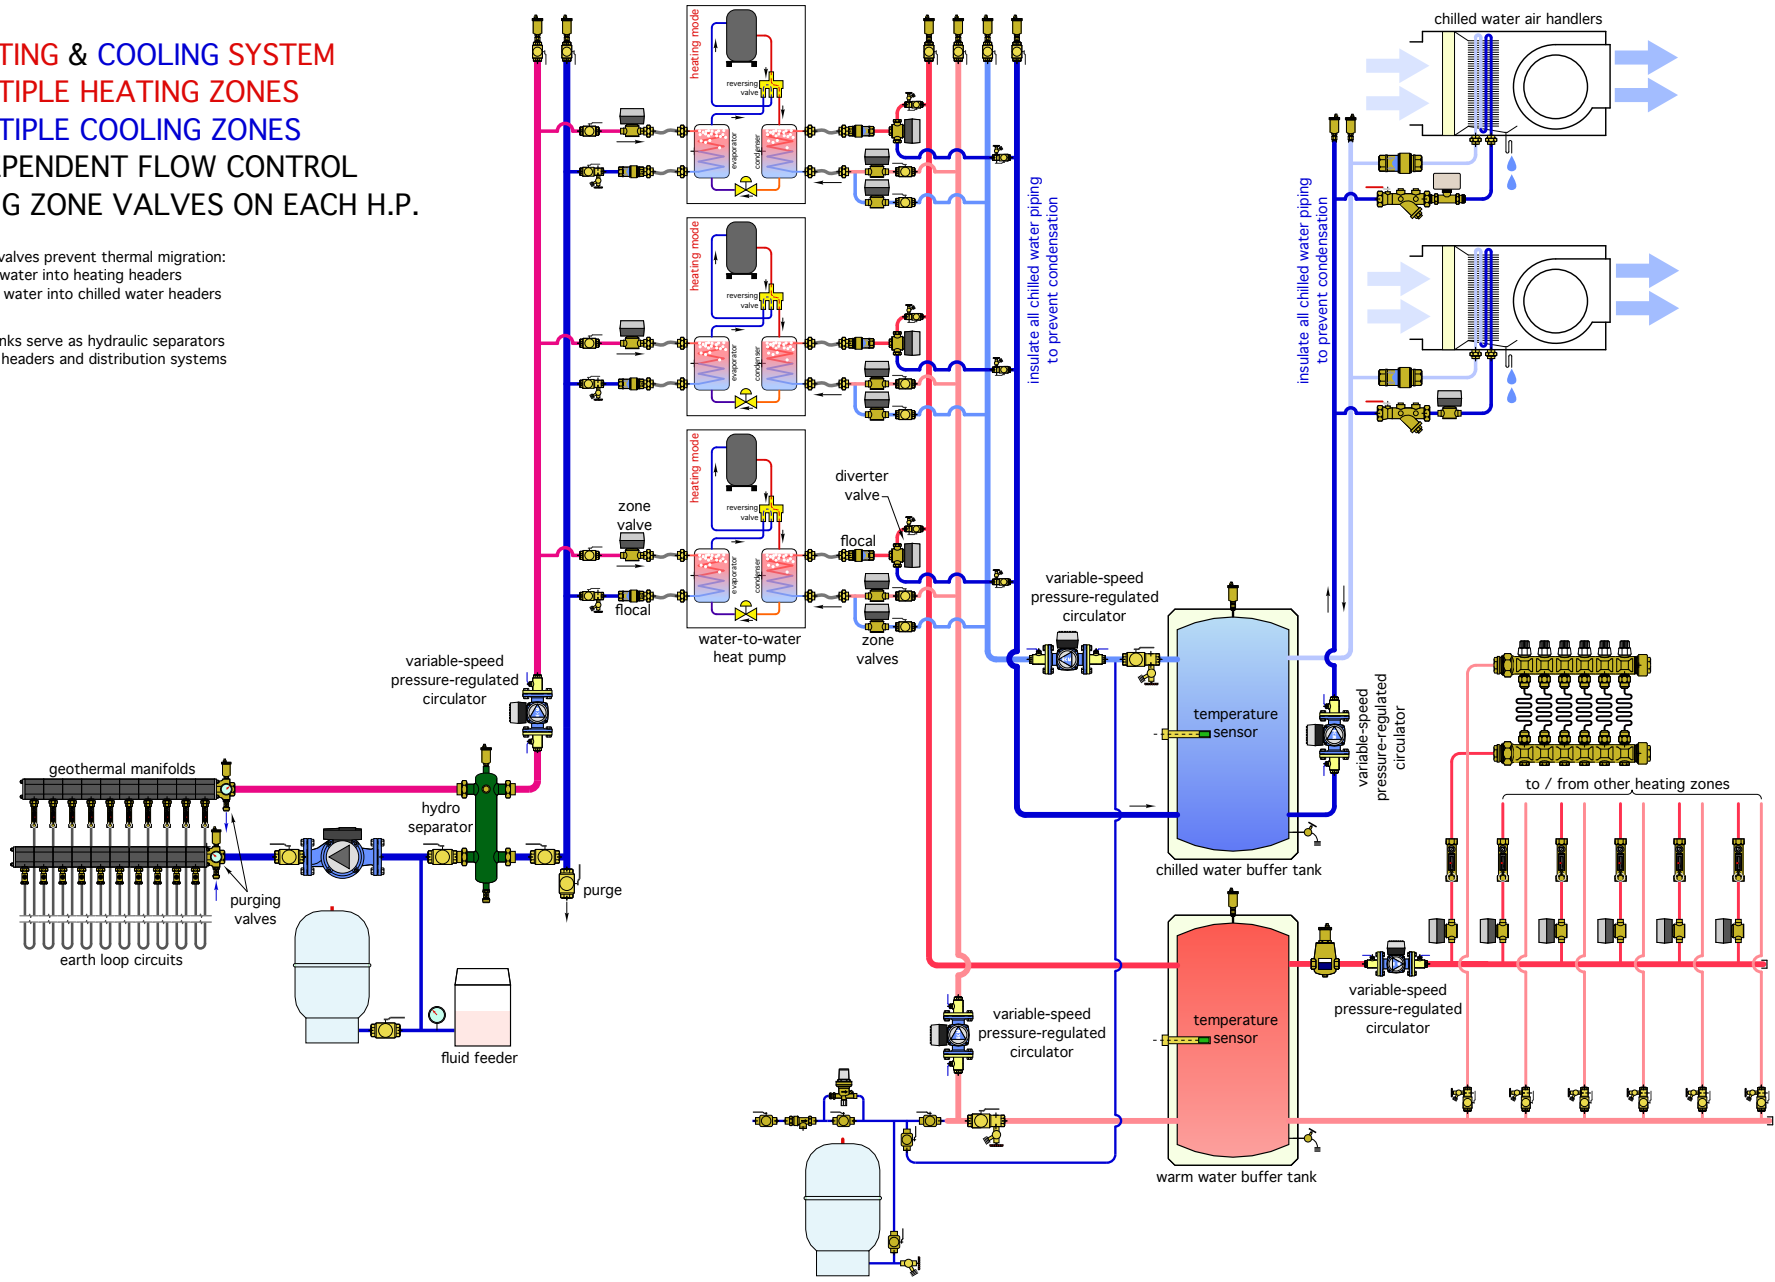 TING & COOLING SYSTEM
TIPLE HEATING ZONES
TIPLE COOLING ZONES
EPENDENT FLOW CONTROL
G ZONE VALVES ON EACH H.P.
valves prevent thermal migration:
water into heating headers
water into chilled water headers
nks serve as hydraulic separators
headers and distribution systems
heating mode
reversing
valve
evaporator
condenser
heating mode
reversing
valve
evaporator
condenser
heating mode
reversing
valve
evaporator
condenser
zone
valve
flocal
water-to-water
heat pump
diverter
valve
flocal
zone
valves
insulate all chilled water piping
to prevent condensation
insulate all chilled water piping
to prevent condensation
chilled water air handlers
variable-speed
pressure-regulated
circulator
variable-speed
pressure-regulated
circulator
temperature
sensor
variable-speed
pressure-regulated
circulator
chilled water buffer tank
to / from other heating zones
geothermal manifolds
hydro
separator
purge
purging
valves
earth loop circuits
fluid feeder
variable-speed
pressure-regulated
circulator
temperature
sensor
variable-speed
pressure-regulated
circulator
warm water buffer tank